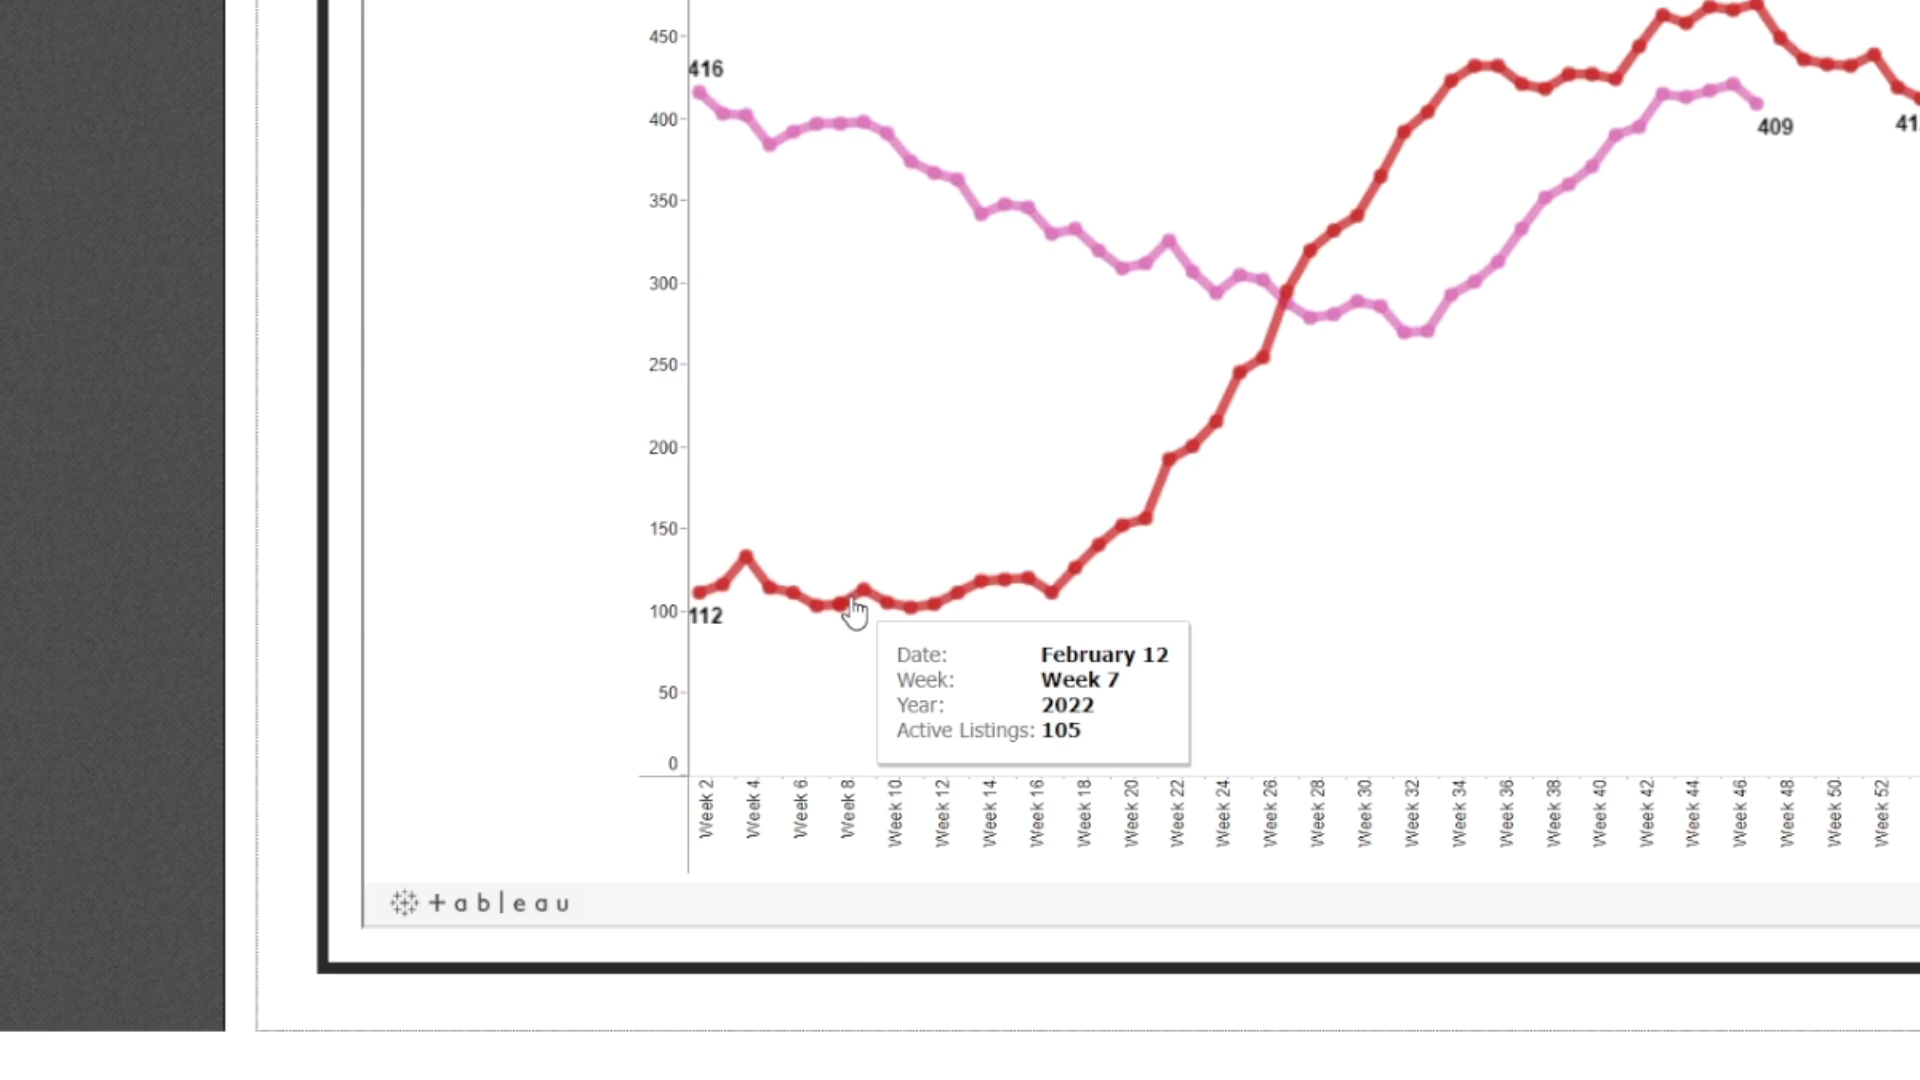 450
416
400
409
41
350
300
250
200
150
100
112
Date: February 12
Week: Week 7
Year: 2022
Active Listings: 105
50
0
Week 2
Week 4
Week 6
Week 8
Week 10
Week 12
Week 14
Week 16
Week 18
Week 20
Week 22
Week 24
Week 26
Week 28
Week 30
Week 32
Week 34
Week 36
Week 38
Week 40
Week 42
Week 44
Week 46
Week 48
Week 50
Week 52
+ableau